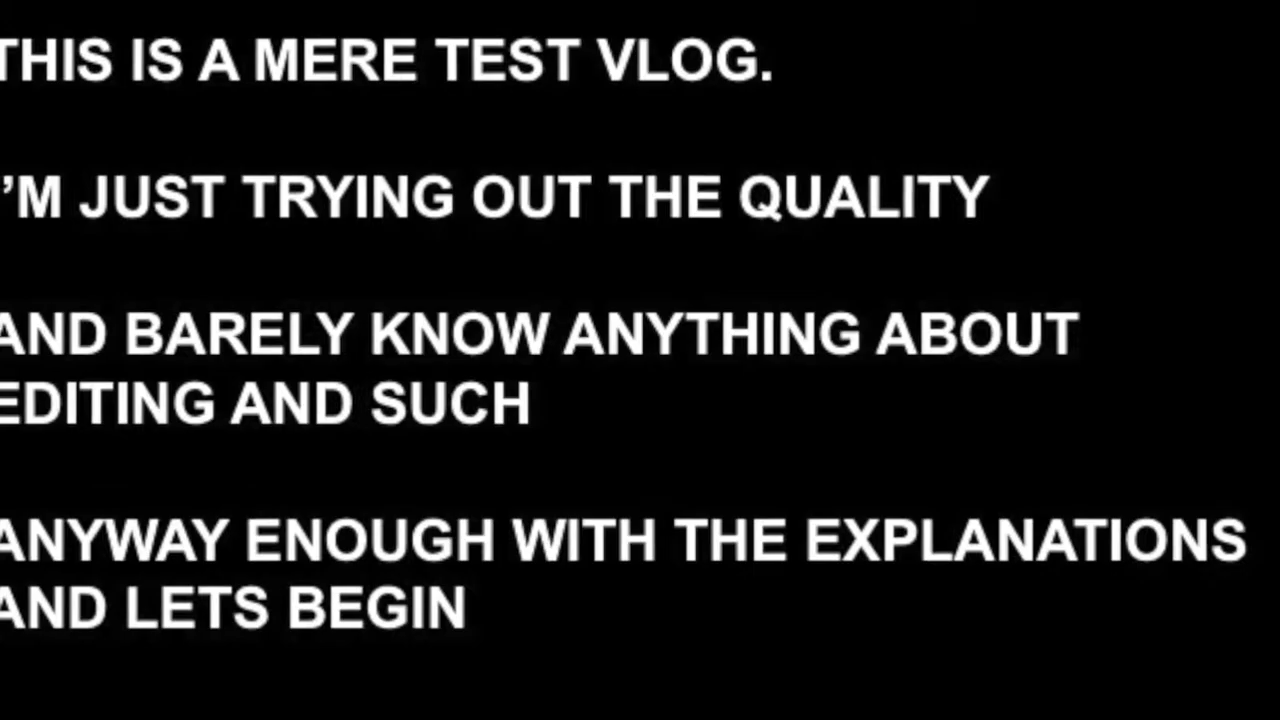 THIS IS A MERE TEST VLOG.
I’M JUST TRYING OUT THE QUALITY
AND BARELY KNOW ANYTHING ABOUT
EDITING AND SUCH
ANYWAY ENOUGH WITH THE EXPLANATIONS
AND LETS BEGIN